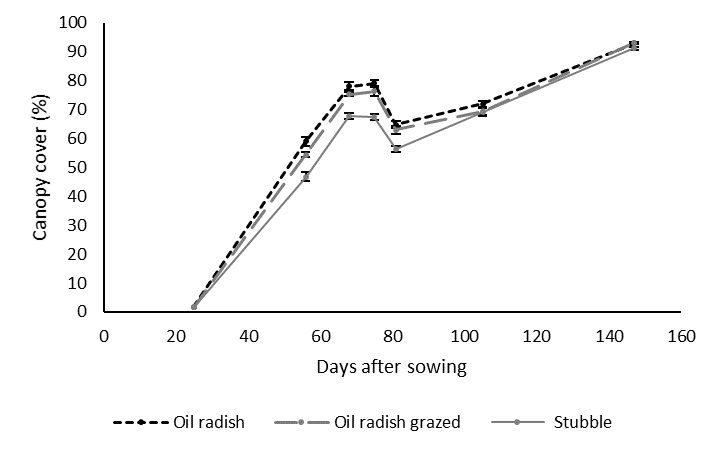 100
90
80
70
60
50
40
30
20
10
0
Canopy cover (%)
0 20 40 60 80 100 120 140 160
Days after sowing
Oil radish Oil radish grazed Stubble